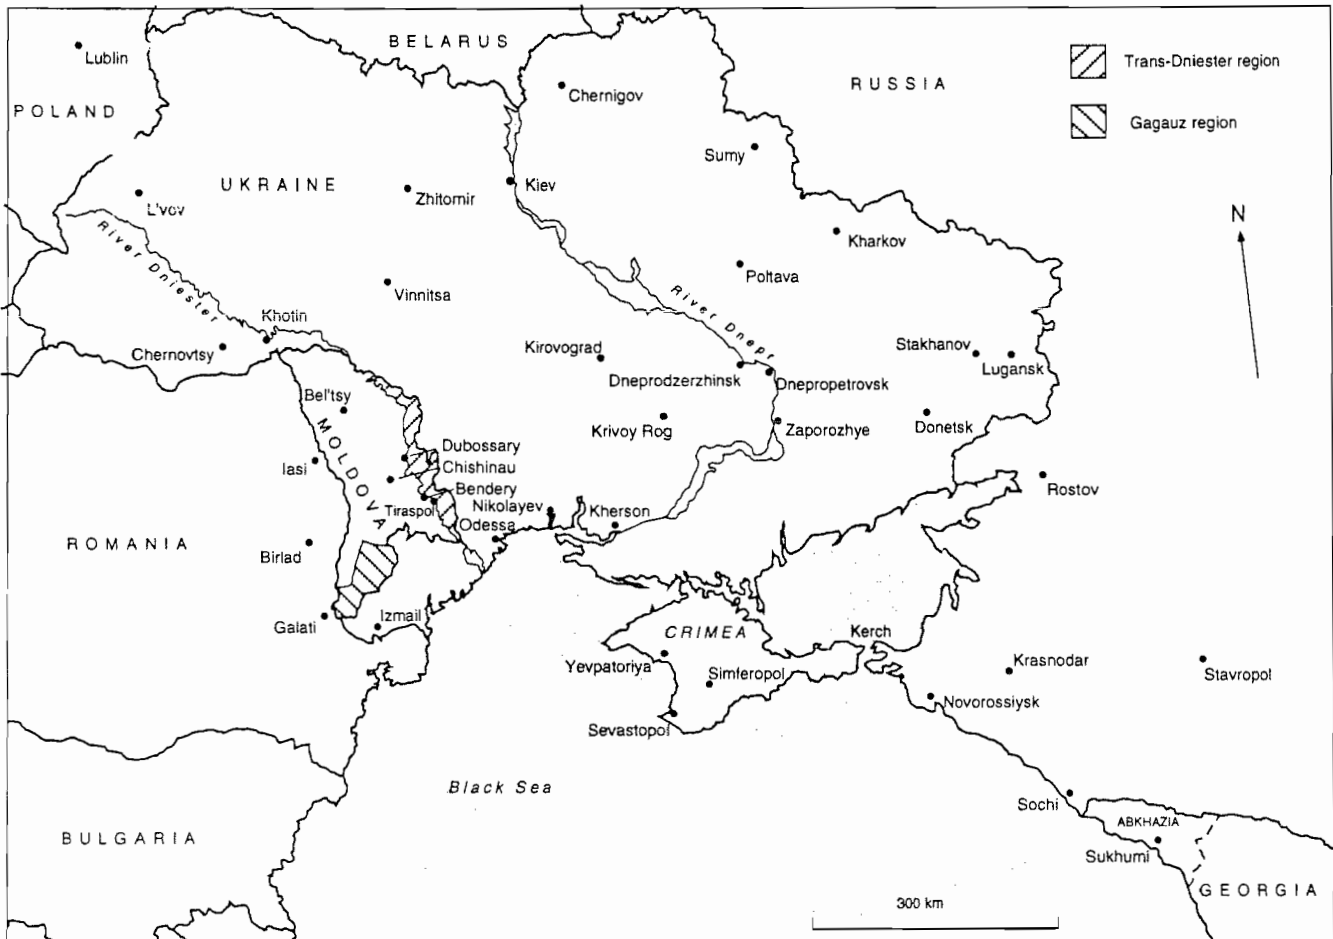 BELARUS
Lublin
RUSSIA
Trans-Dniester region
Chernigov
POLAND
Gagauz region
Sumy
UKRAINE
Kiev
Zhitomir
L'vov
N
River Dniester
Kharkov
Poltava
Vinnitsa
River Dnepr
Khotin
Chernovtsy
Kirovograd
Stakhanov
Lugansk
Dneprodzerzhinsk
Dnepropetrovsk
Bel'tsy
MOLDOVA
Krivoy Rog
Zaporozhye
Donetsk
Dubossary
Iasi
Chishinau
Bendery
Rostov
Tiraspol
Nikolayev
Kherson
Odessa
ROMANIA
Birlad
Izmail
Galati
CRIMEA
Kerch
Yevpatoriya
Simferopol
Krasnodar
Stavropol
Novorossiysk
Sevastopol
Black Sea
Sochi
ABKHAZIA
BULGARIA
Sukhumi
GEORGIA
300 km